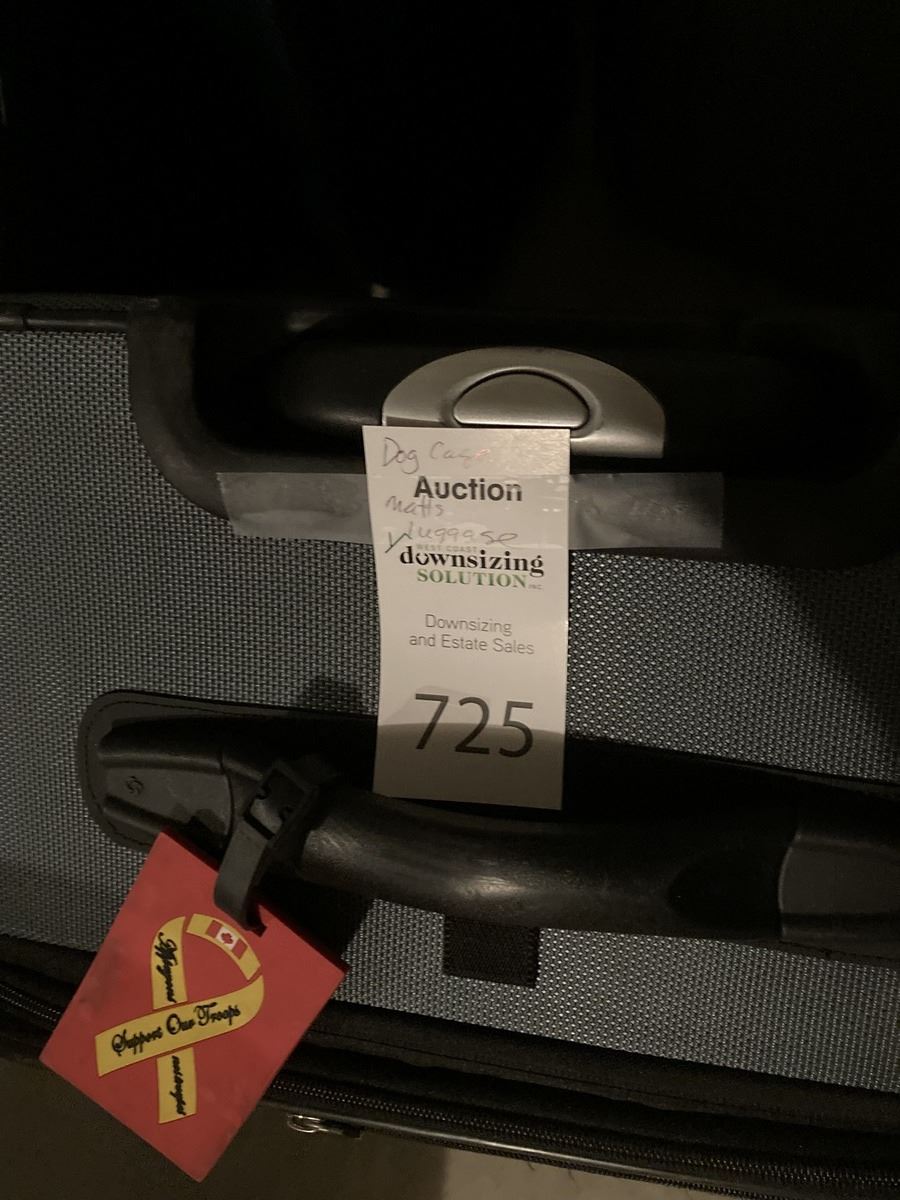 Dog Cage
Auction
Matts
Luggage
WEST COAST
downsizing
SOLUTION INC.
Downsizing
and Estate Sales
725
Support Our Troops